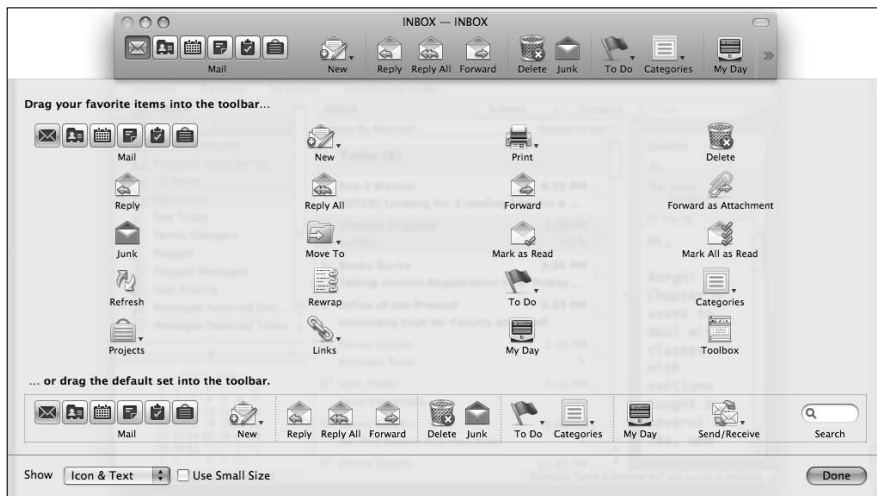 INBOX — INBOX
Mail New Reply Reply All Forward Delete Junk To Do Categories My Day
Drag your favorite items into the toolbar...
Mail New Print Delete
Reply Reply All Forward Forward as Attachment
Junk Move To Mark as Read Mark All as Read
Refresh Rewrap To Do Categories
Projects Links My Day Toolbox
... or drag the default set into the toolbar.
Mail New Reply Reply All Forward Delete Junk To Do Categories My Day Send/Receive Search
Show Icon & Text Use Small Size Done